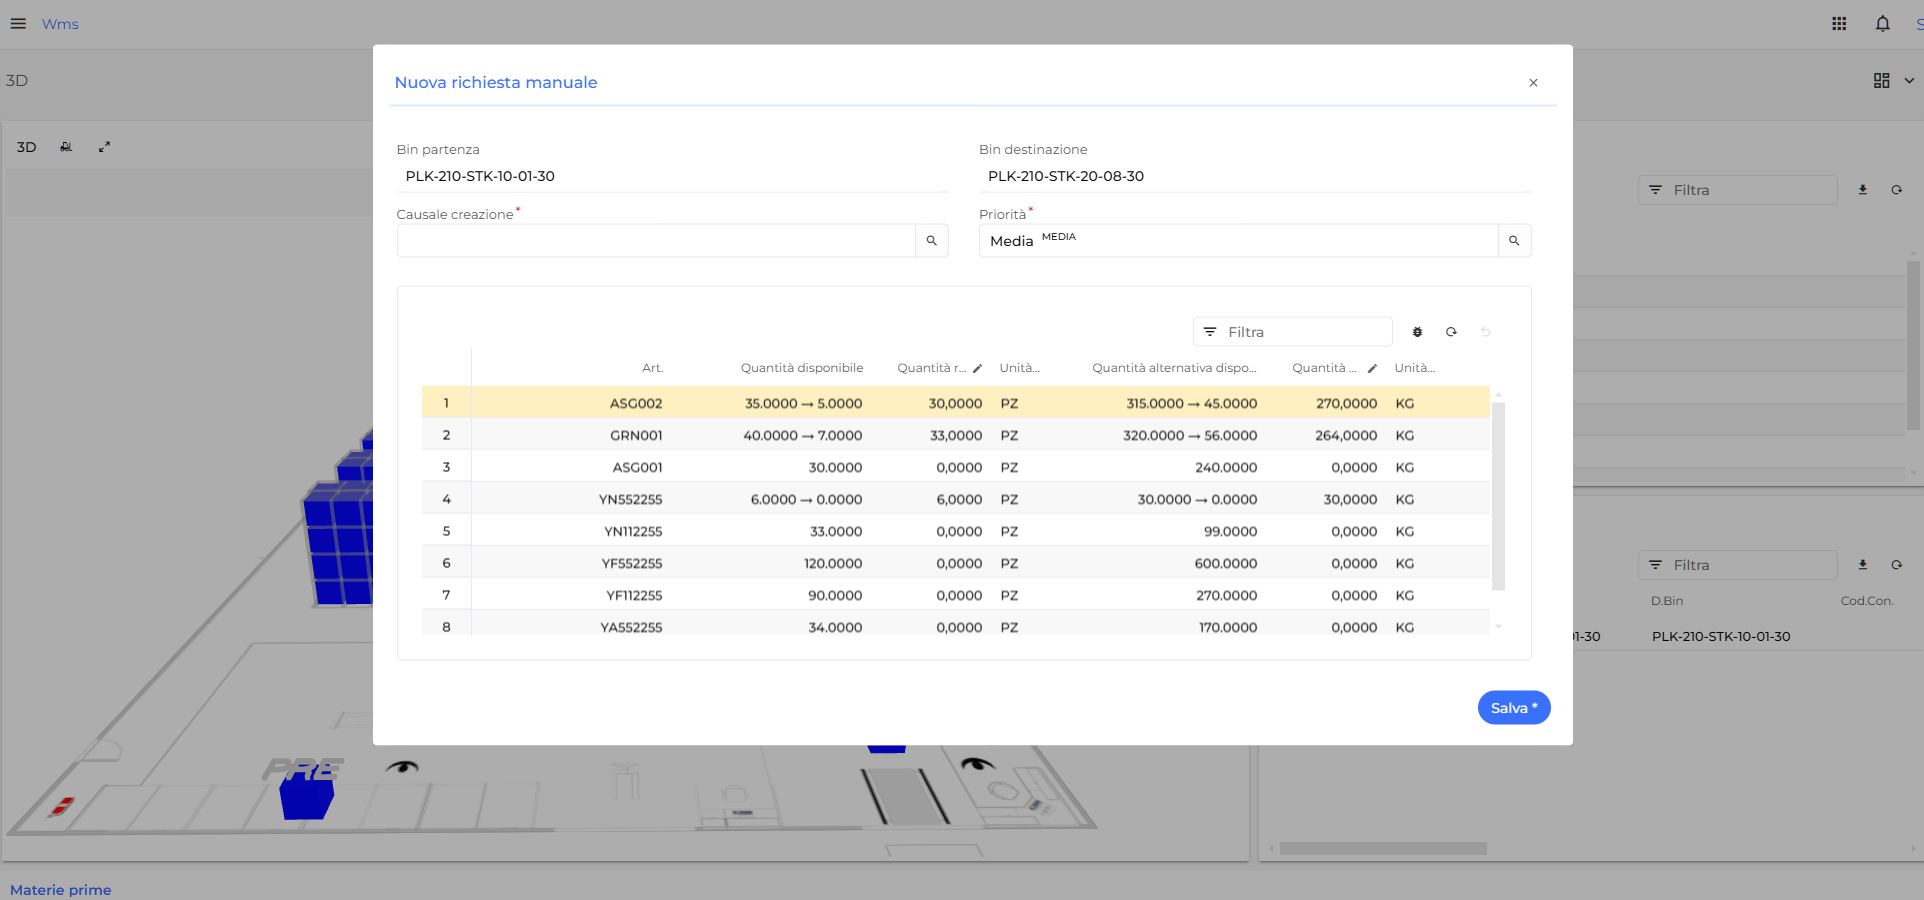 Wms
3D
3D
Nuova richiesta manuale
Bin partenza
PLK-210-STK-10-01-30
Bin destinazione
PLK-210-STK-20-08-30
Causale creazione*
Priorità*
Media MEDIA
Filtra
Art. Quantità disponibile Quantità r... Unità... Quantità alternativa dispo... Quantità ... Unità...
1 ASG002 35.0000 → 5.0000 30,0000 PZ 315.0000 → 45.0000 270,0000 KG
2 GRN001 40.0000 → 7.0000 33,0000 PZ 320.0000 → 56.0000 264,0000 KG
3 ASG001 30.0000 0,0000 PZ 240.0000 0,0000 KG
4 YN552255 6.0000 → 0.0000 6,0000 PZ 30.0000 → 0.0000 30,0000 KG
5 YN112255 33.0000 0,0000 PZ 99.0000 0,0000 KG
6 YF552255 120.0000 0,0000 PZ 600.0000 0,0000 KG
7 YF112255 90.0000 0,0000 PZ 270.0000 0,0000 KG
8 YA552255 34.0000 0,0000 PZ 170.0000 0,0000 KG
Salva *
Filtra
Filtra
D.Bin Cod.Con.
1-30 PLK-210-STK-10-01-30
PRE
Materie prime